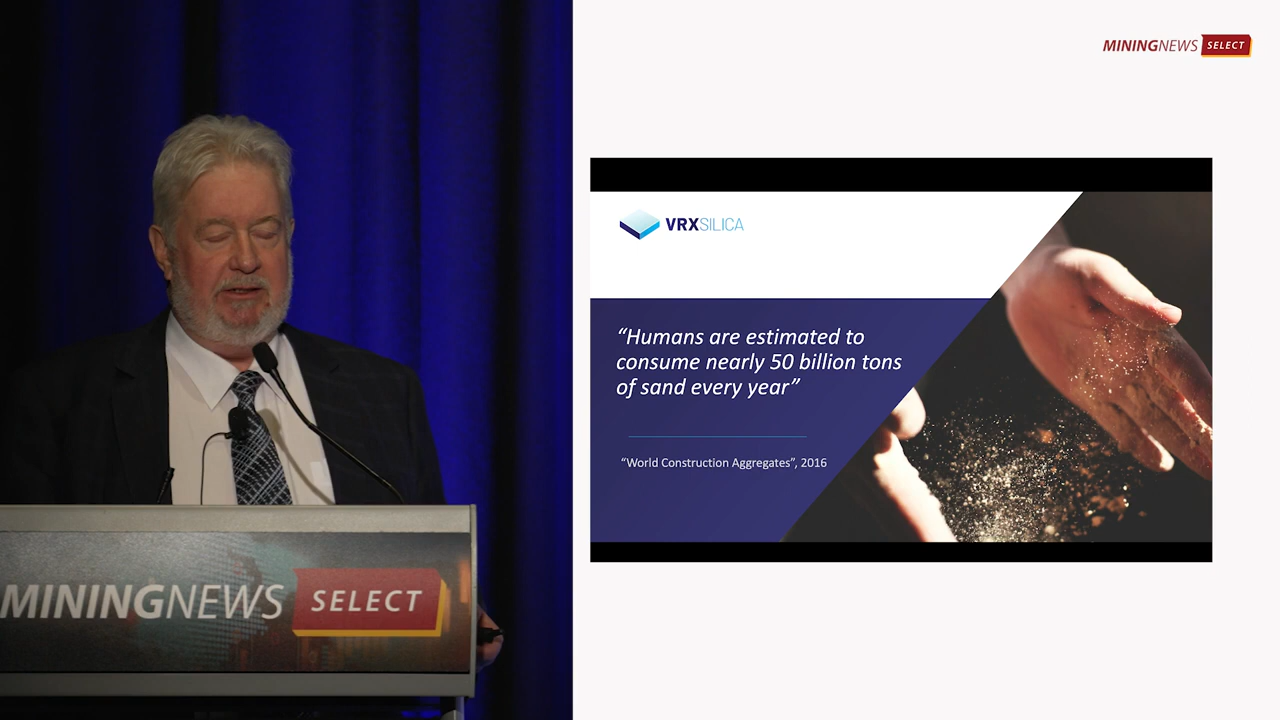 MININGNEWS SELECT
VRXSILICA
“Humans are estimated to
consume nearly 50 billion tons
of sand every year”
“World Construction Aggregates”, 2016
MININGNEWS SELECT